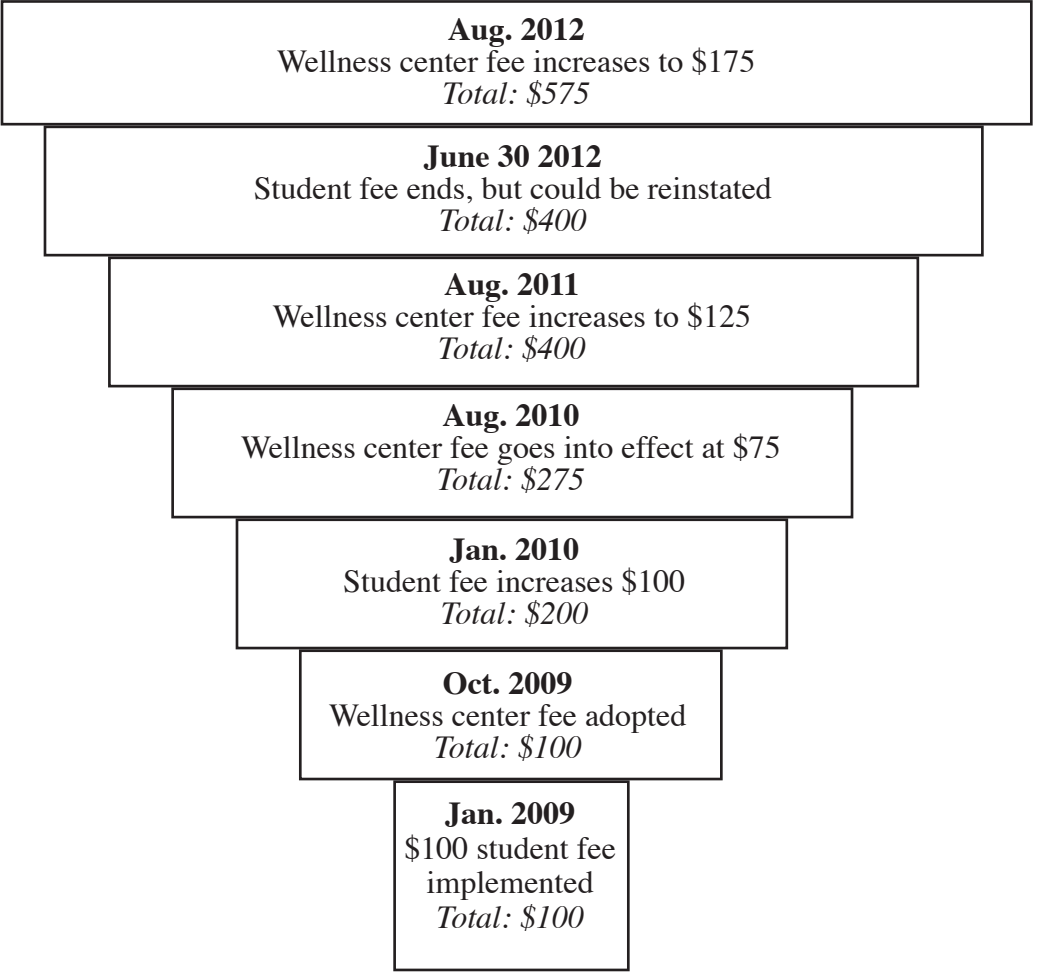 Aug. 2012
Wellness center fee increases to $175
Total: $575
June 30 2012
Student fee ends, but could be reinstated
Total: $400
Aug. 2011
Wellness center fee increases to $125
Total: $400
Aug. 2010
Wellness center fee goes into effect at $75
Total: $275
Jan. 2010
Student fee increases $100
Total: $200
Oct. 2009
Wellness center fee adopted
Total: $100
Jan. 2009
$100 student fee
implemented
Total: $100